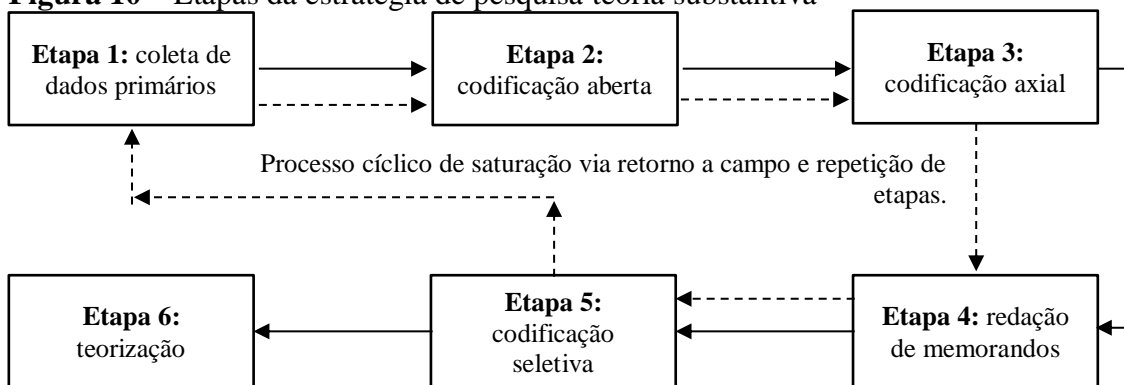 Figura 10 – Etapas da estratégia de pesquisa teoria substantiva
Etapa 1: coleta de
dados primários
Etapa 2:
codificação aberta
Etapa 3:
codificação axial
Processo cíclico de saturação via retorno a campo e repetição de
etapas.
Etapa 6:
teorização
Etapa 5:
codificação
seletiva
Etapa 4: redação
de memorandos